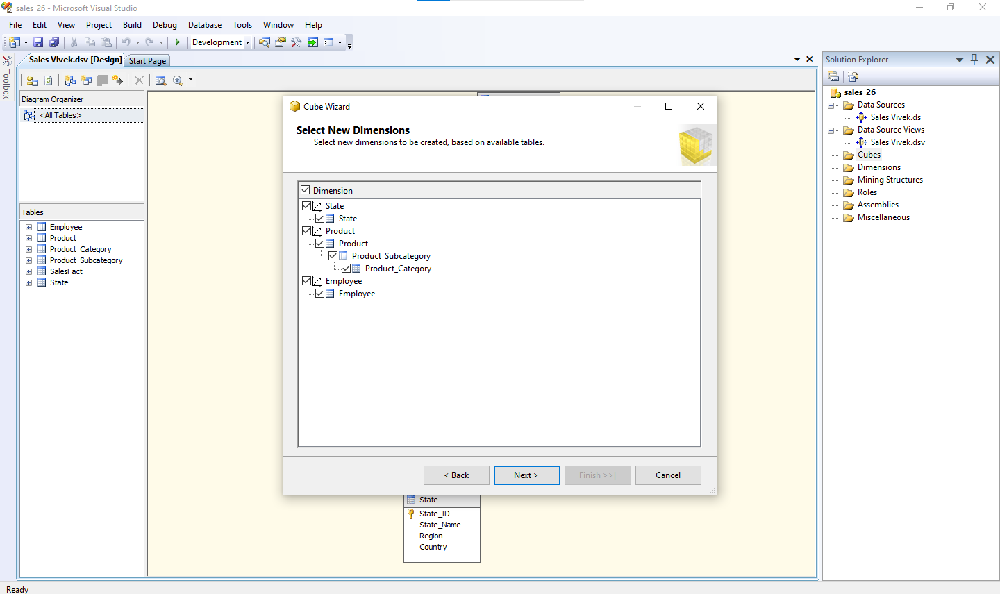 sales_26 - Microsoft Visual Studio
File Edit View Project Build Debug Database Tools Window Help
Development
Toolbox
Sales Vivek.dsv [Design] Start Page
Diagram Organizer
<All Tables>
Tables
Employee
Product
Product_Category
Product_Subcategory
SalesFact
State
Cube Wizard
Select New Dimensions
Select new dimensions to be created, based on available tables.
Dimension
State
State
Product
Product
Product_Subcategory
Product_Category
Employee
Employee
< Back Next > Finish >>| Cancel
State
State_ID
State_Name
Region
Country
Solution Explorer
sales_26
Data Sources
Sales Vivek.ds
Data Source Views
Sales Vivek.dsv
Cubes
Dimensions
Mining Structures
Roles
Assemblies
Miscellaneous
Ready